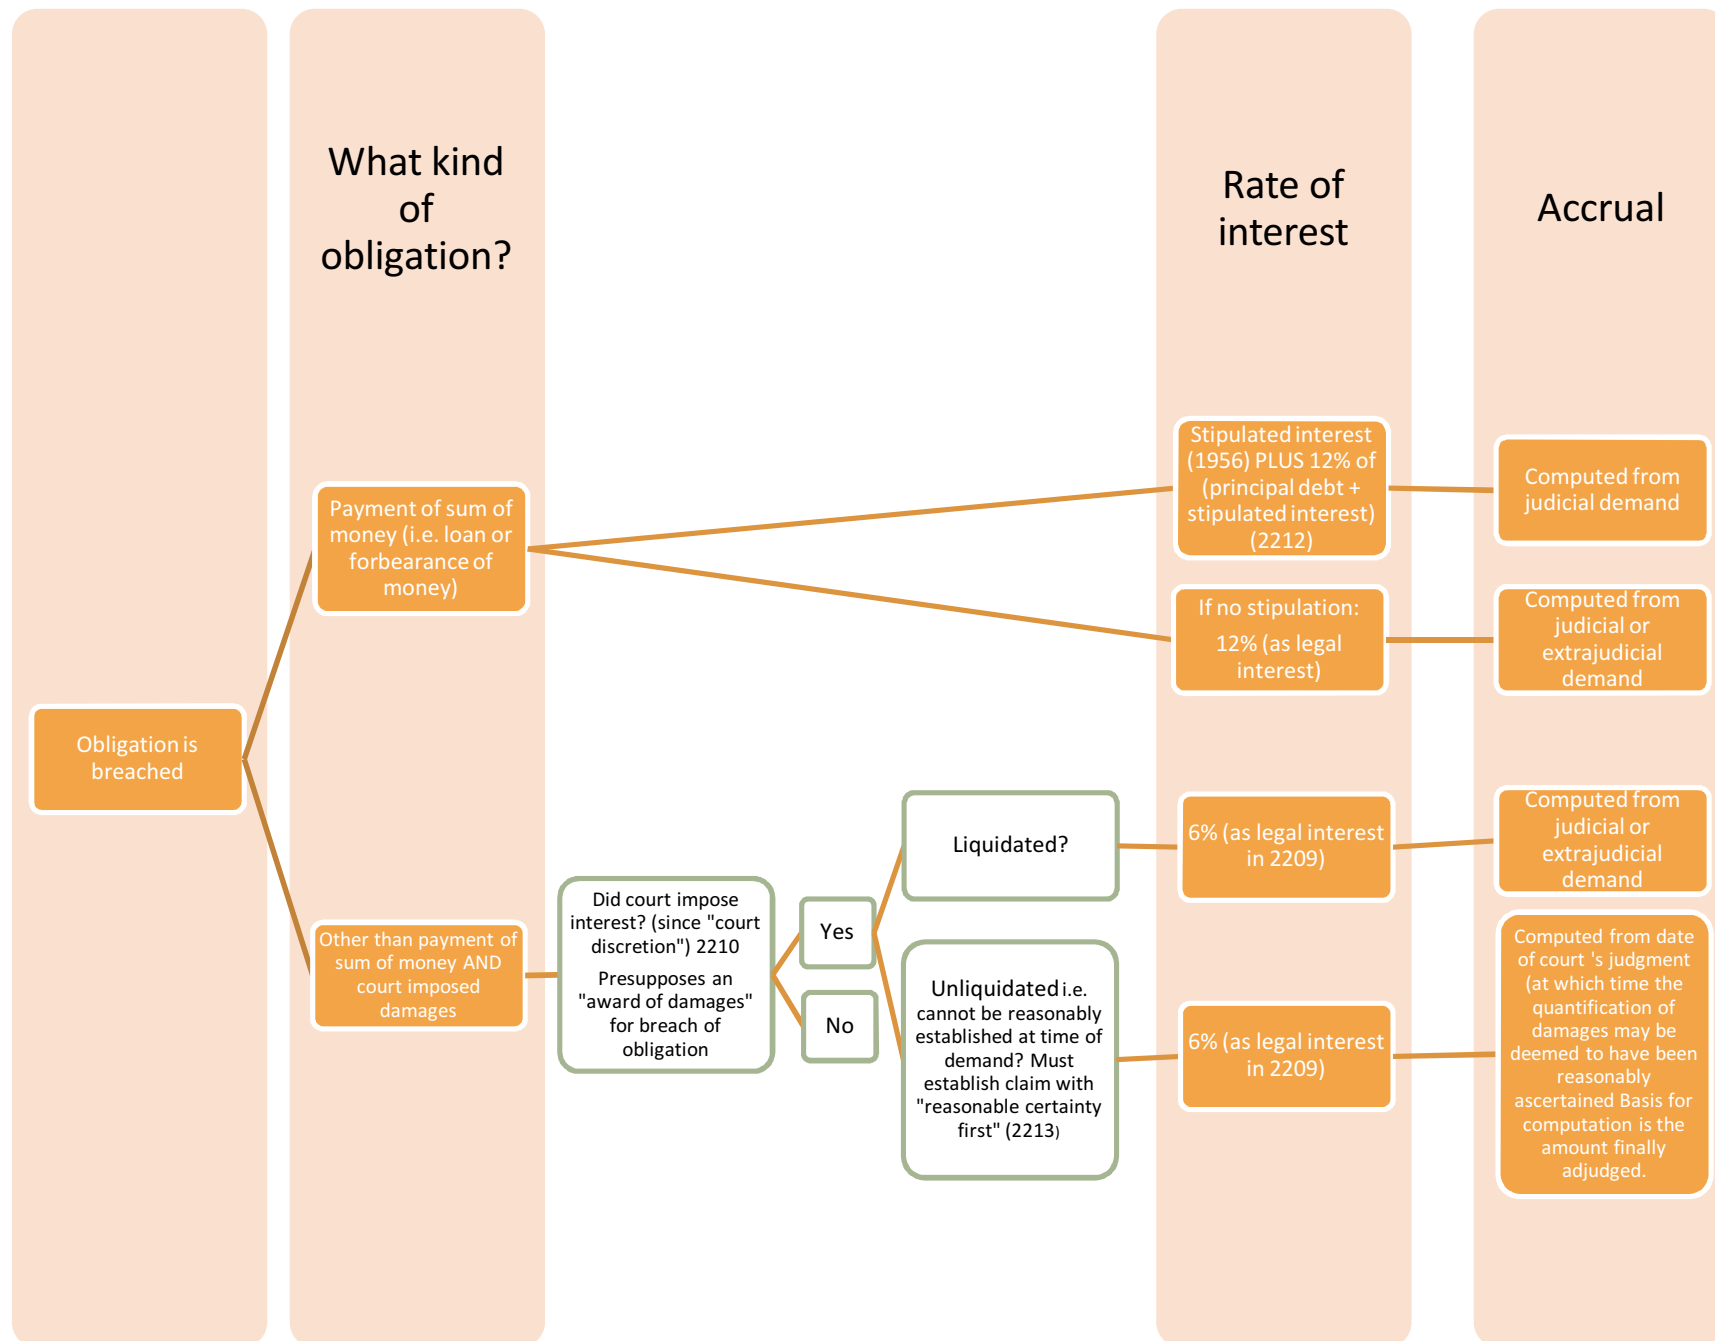 What kind
of
obligation?
Rate of
interest
Accrual
Obligation is
breached
Payment of sum of
money (i.e. loan or
forbearance of
money)
Stipulated interest
(1956) PLUS 12% of
(principal debt +
stipulated interest)
(2212)
Computed from
judicial demand
If no stipulation:
12% (as legal
interest)
Computed from
judicial or
extrajudicial
demand
Other than payment of
sum of money AND
court imposed
damages
Did court impose
interest? (since "court
discretion") 2210
Presupposes an
"award of damages"
for breach of
obligation
Yes
No
Liquidated?
6% (as legal interest
in 2209)
Computed from
judicial or
extrajudicial
demand
Unliquidated i.e.
cannot be reasonably
established at time of
demand? Must
establish claim with
"reasonable certainty
first" (2213)
6% (as legal interest
in 2209)
Computed from date
of court 's judgment
(at which time the
quantification of
damages may be
deemed to have been
reasonably
ascertained Basis for
computation is the
amount finally
adjudged.